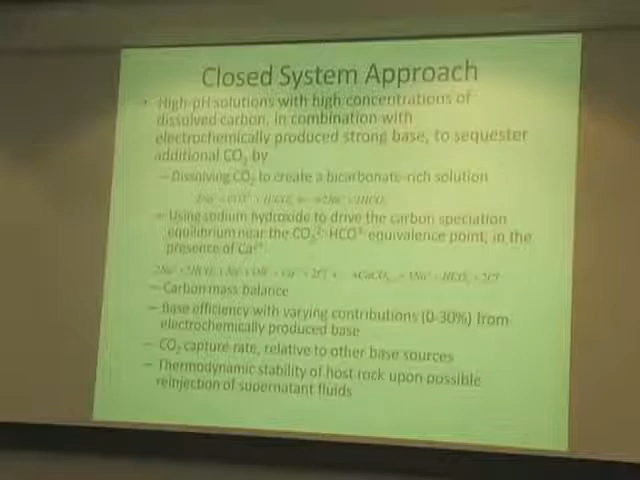 Closed System Approach
• High-pH solutions with high concentrations of
dissolved carbon, in combination with
electrochemically produced strong base, to sequester
additional CO₂ by
– Dissolving CO₂ to create a bicarbonate-rich solution
– Using sodium hydroxide to drive the carbon speciation
equilibrium near the CO₃²⁻-HCO³⁻ equivalence point, in the
presence of Ca²⁺
– Carbon mass balance
– Base efficiency with varying contributions (0-30%) from
electrochemically produced base
– CO₂ capture rate, relative to other base sources
– Thermodynamic stability of host rock upon possible
reinjection of supernatant fluids